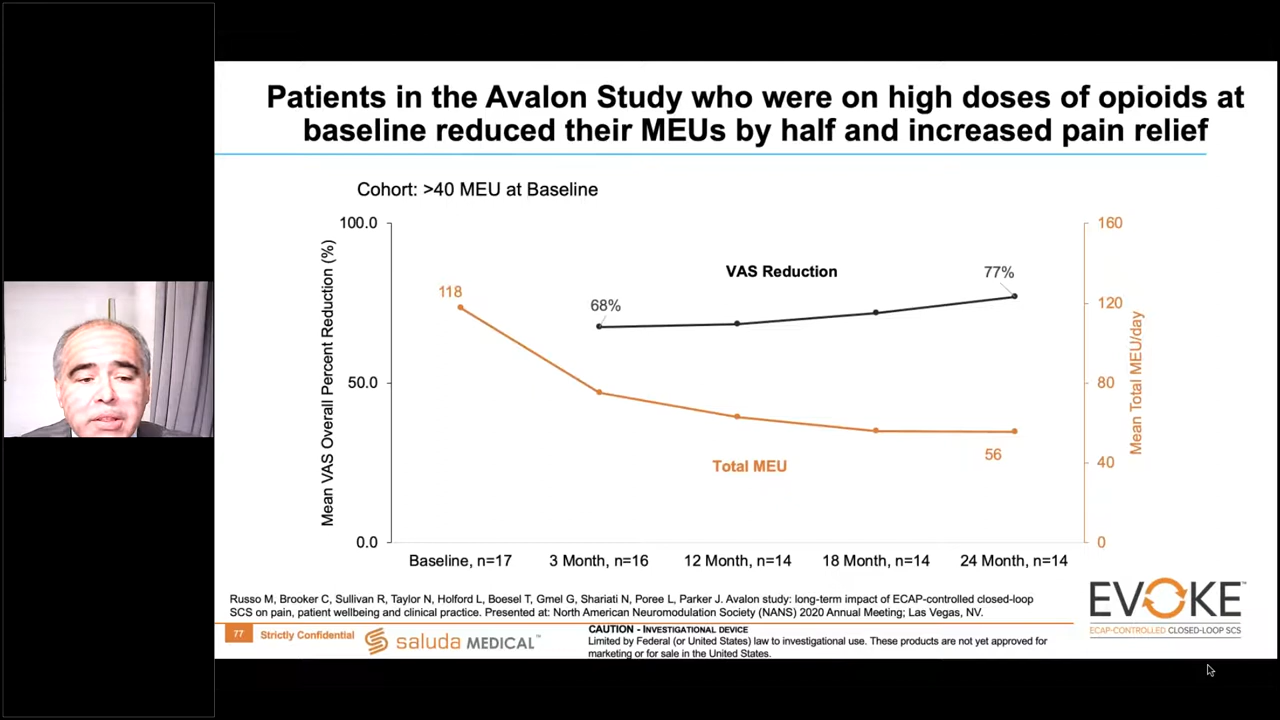 Patients in the Avalon Study who were on high doses of opioids at
baseline reduced their MEUs by half and increased pain relief
Cohort: >40 MEU at Baseline
Mean VAS Overall Percent Reduction (%)
100.0
50.0
0.0
118
68%
VAS Reduction
77%
Total MEU
56
160
120
80
40
0
Mean Total MEU/day
Baseline, n=17
3 Month, n=16
12 Month, n=14
18 Month, n=14
24 Month, n=14
Russo M, Brooker C, Sullivan R, Taylor N, Holford L, Boesel T, Gmel G, Shariati N, Poree L, Parker J. Avalon study: long-term impact of ECAP-controlled closed-loop
SCS on pain, patient wellbeing and clinical practice. Presented at: North American Neuromodulation Society (NANS) 2020 Annual Meeting; Las Vegas, NV.
77
Strictly Confidential
saluda MEDICAL™
CAUTION - INVESTIGATIONAL DEVICE
Limited by Federal (or United States) law to investigational use. These products are not yet approved for
marketing or for sale in the United States.
EVOKE™
ECAP-CONTROLLED CLOSED-LOOP SCS